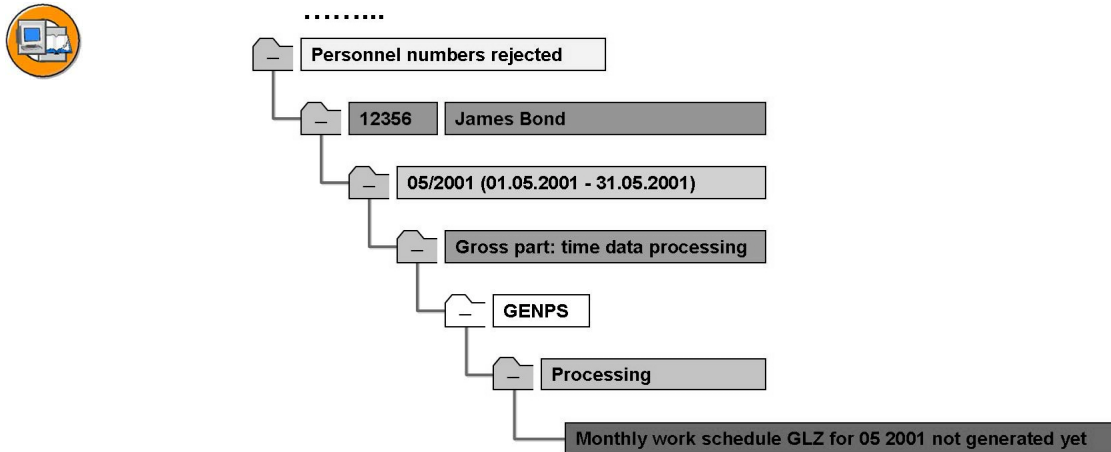 .........
Personnel numbers rejected
12356 James Bond
05/2001 (01.05.2001 - 31.05.2001)
Gross part: time data processing
GENPS
Processing
Monthly work schedule GLZ for 05 2001 not generated yet